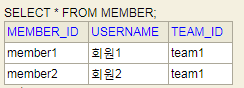 SELECT * FROM MEMBER;
MEMBER_ID USERNAME TEAM_ID
member1 회원1 team1
member2 회원2 team1